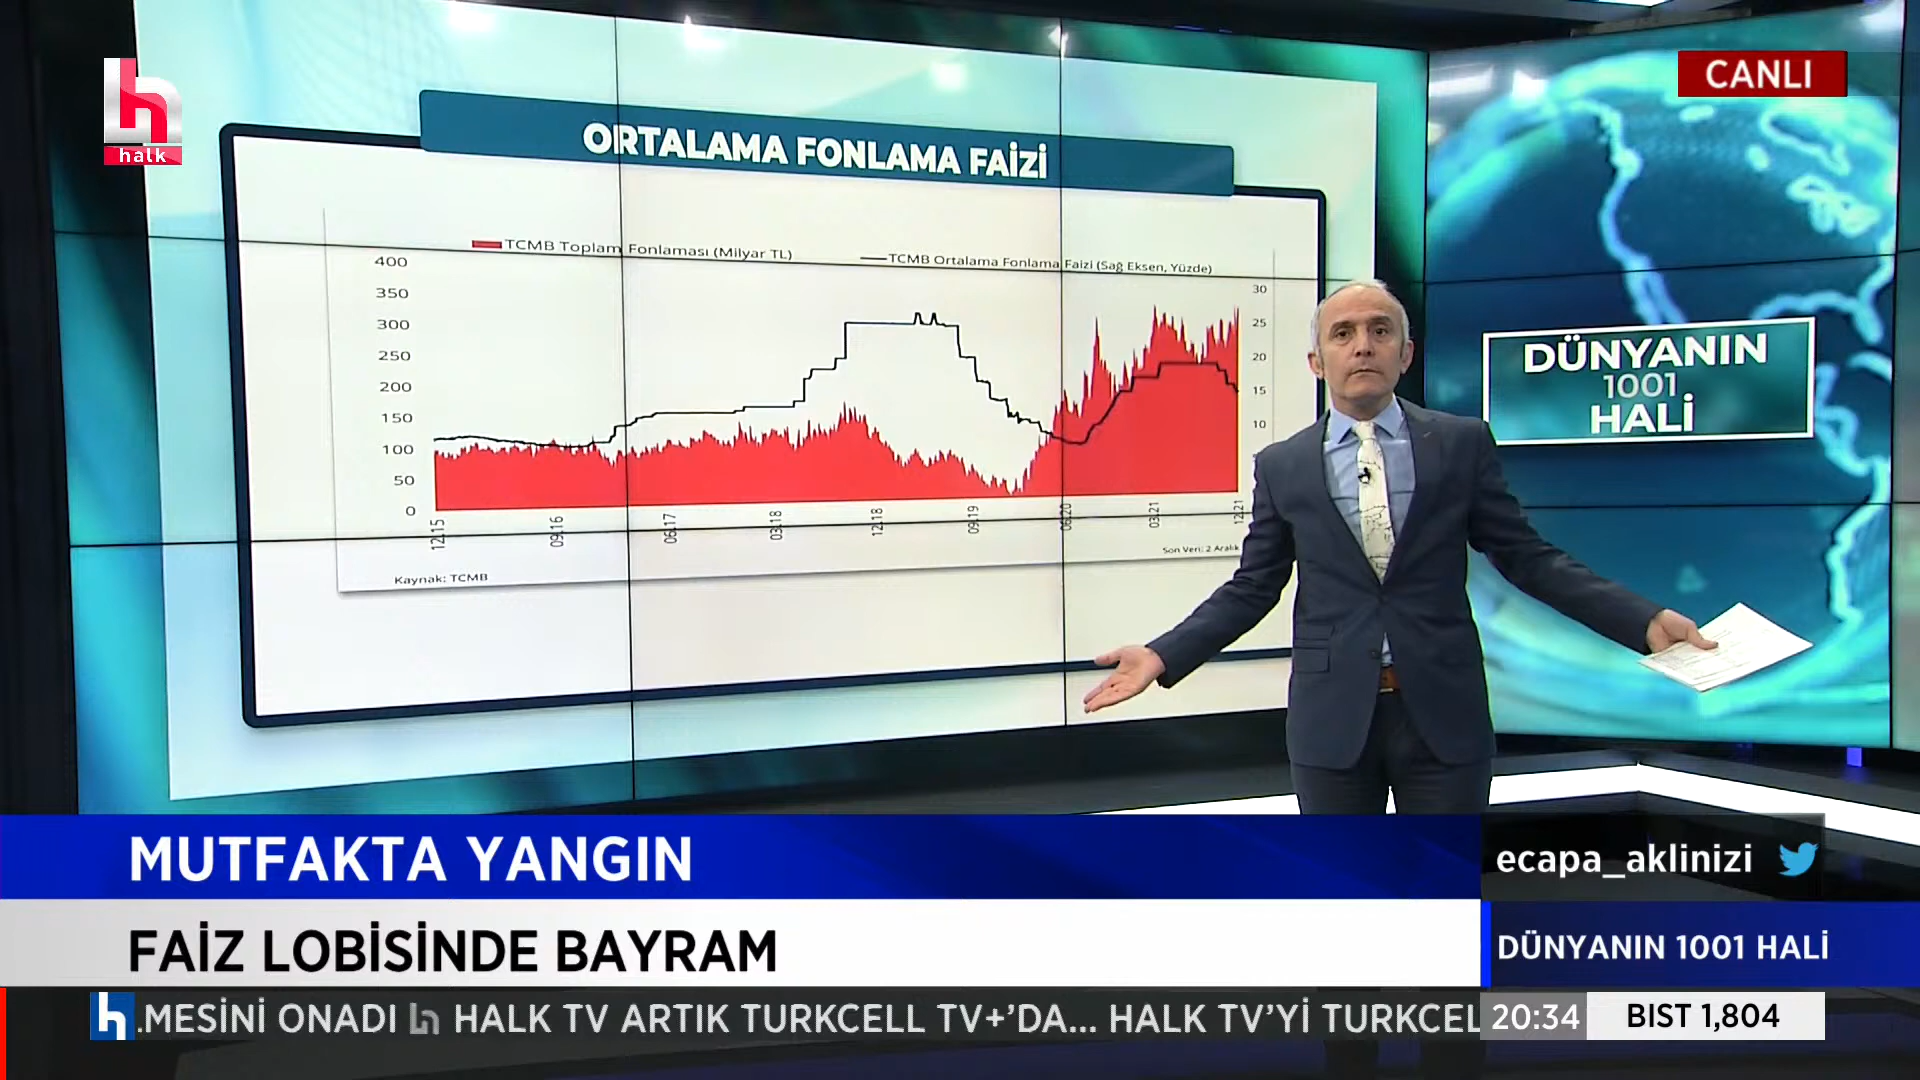 h
halk
CANLI
ORTALAMA FONLAMA FAİZİ
TCMB Toplam Fonlaması (Milyar TL)
TCMB Ortalama Fonlama Faizi (Sağ Eksen, Yüzde)
400
350
300
250
200
150
100
50
0
30
25
20
15
10
12.15
09.16
06.17
03.18
12.18
09.19
06.20
03.21
12.21
Kaynak: TCMB
Son Veri: 2 Aralık
DÜNYANIN
1001
HALİ
MUTFAKTA YANGIN
FAİZ LOBİSİNDE BAYRAM
ecapa_aklinizi
DÜNYANIN 1001 HALİ
h .MESİNİ ONADI h HALK TV ARTIK TURKCELL TV+'DA... HALK TV'Yİ TURKCEL
20:34
BIST 1,804